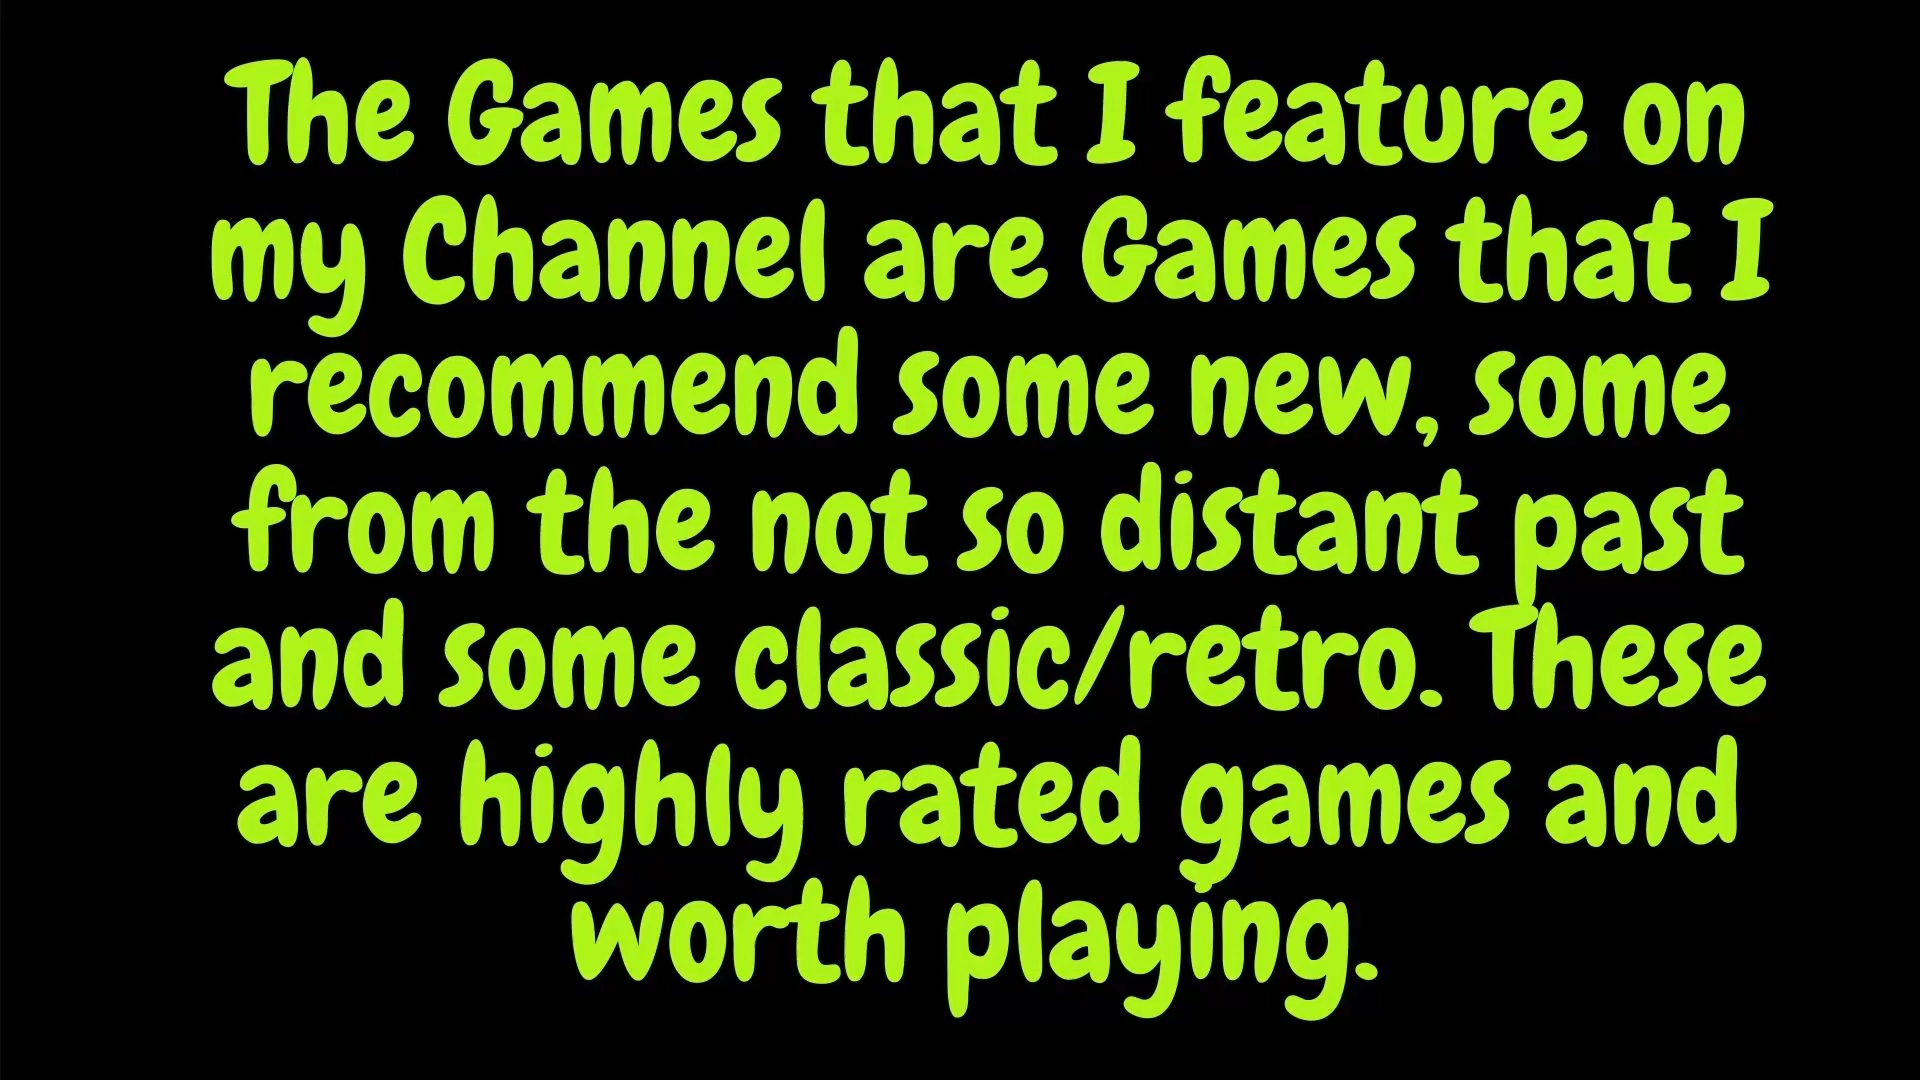 The Games that I feature on
my Channel are Games that I
recommend some new, some
from the not so distant past
and some classic/retro. These
are highly rated games and
worth playing.